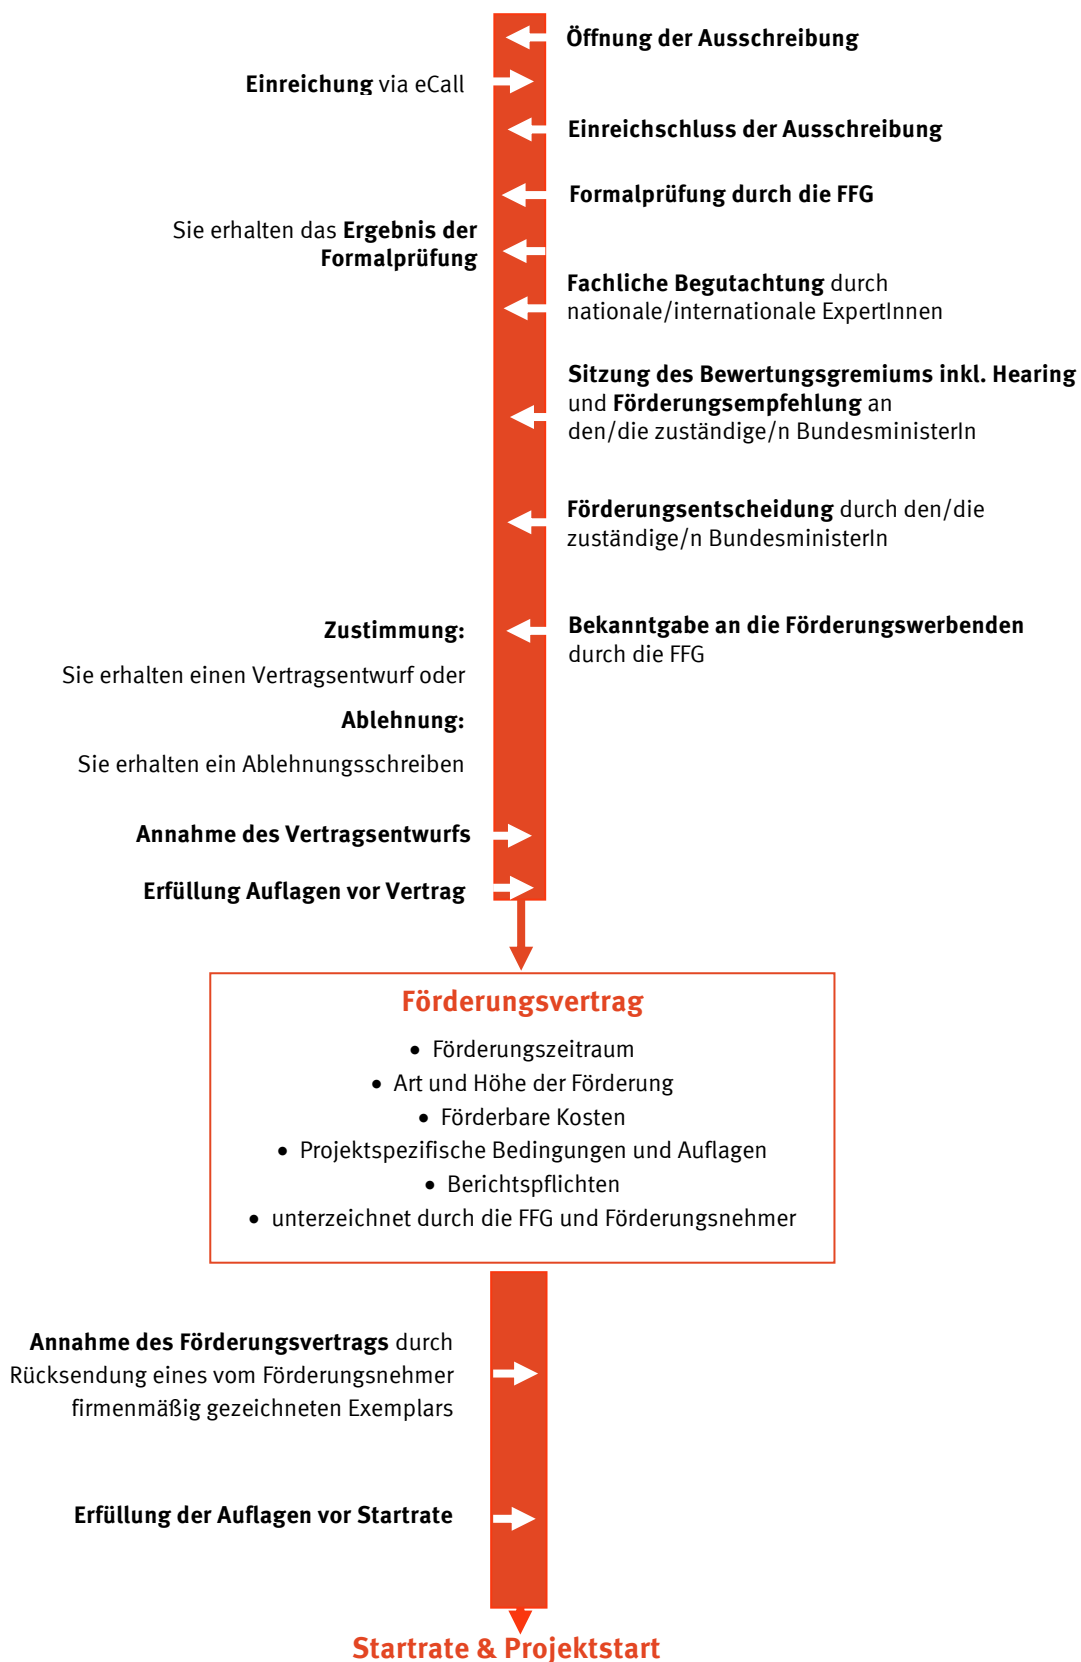 Öffnung der Ausschreibung
Einreichung via eCall
Einreichschluss der Ausschreibung
Formalprüfung durch die FFG
Sie erhalten das Ergebnis der
Formalprüfung
Fachliche Begutachtung durch
nationale/internationale ExpertInnen
Sitzung des Bewertungsgremiums inkl. Hearing
und Förderungsempfehlung an
den/die zuständige/n BundesministerIn
Förderungsentscheidung durch den/die
zuständige/n BundesministerIn
Bekanntgabe an die Förderungswerbenden
durch die FFG
Zustimmung:
Sie erhalten einen Vertragsentwurf oder
Ablehnung:
Sie erhalten ein Ablehnungsschreiben
Annahme des Vertragsentwurfs
Erfüllung Auflagen vor Vertrag
Förderungsvertrag
• Förderungszeitraum
• Art und Höhe der Förderung
• Förderbare Kosten
• Projektspezifische Bedingungen und Auflagen
• Berichtspflichten
• unterzeichnet durch die FFG und Förderungsnehmer
Annahme des Förderungsvertrags durch
Rücksendung eines vom Förderungsnehmer
firmenmäßig gezeichneten Exemplars
Erfüllung der Auflagen vor Startrate
Startrate & Projektstart